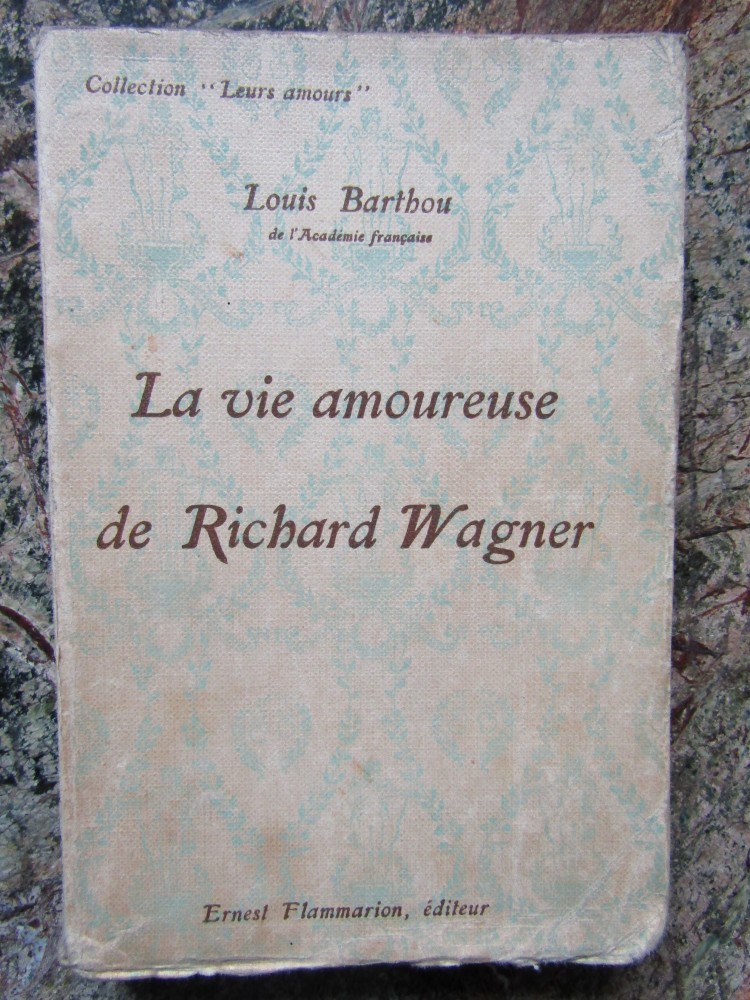 Collection "Leurs amours"
Louis Barthou
de l'Académie française
La vie amoureuse
de Richard Wagner
Ernest Flammarion, éditeur